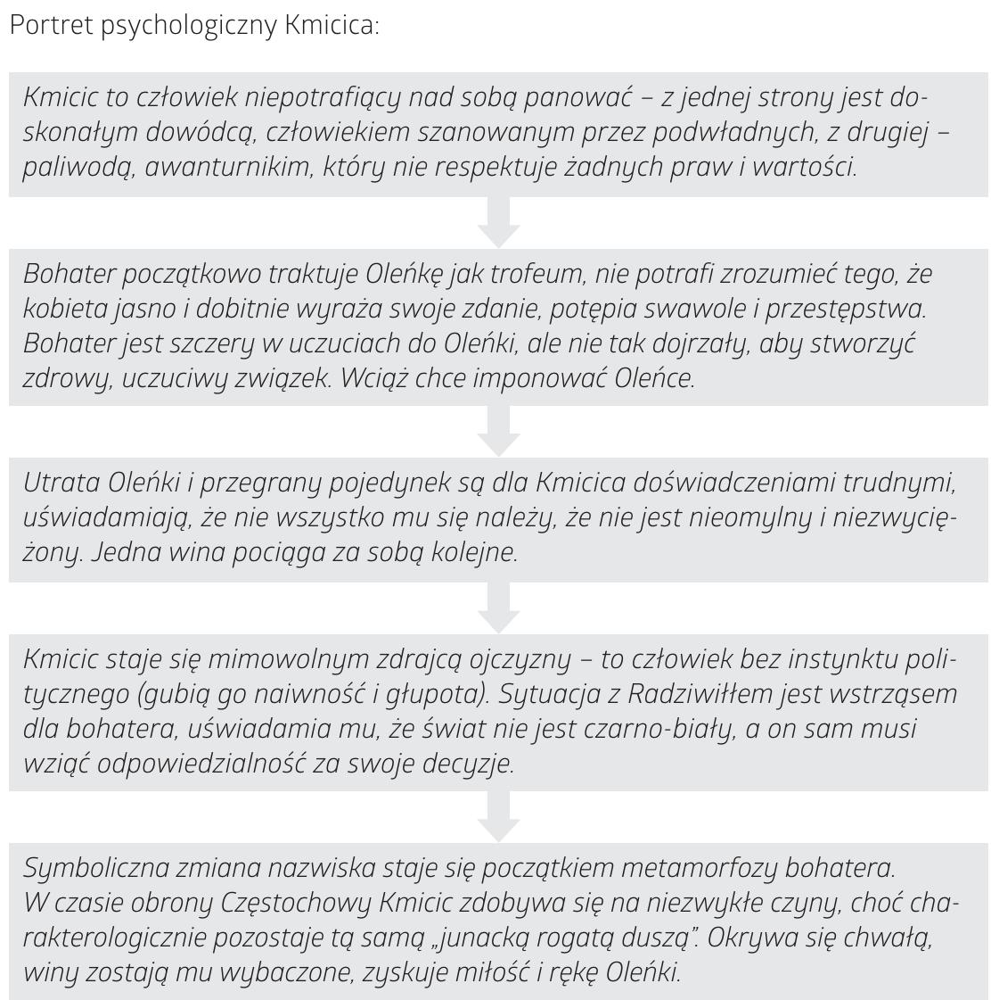 Portret psychologiczny Kmicica:
Kmicic to człowiek niepotrafiący nad sobą panować – z jednej strony jest do-
skonałym dowódcą, człowiekiem szanowanym przez podwładnych, z drugiej –
paliwodą, awanturnikim, który nie respektuje żadnych praw i wartości.
Bohater początkowo traktuje Oleńkę jak trofeum, nie potrafi zrozumieć tego, że
kobieta jasno i dobitnie wyraża swoje zdanie, potępia swawole i przestępstwa.
Bohater jest szczery w uczuciach do Oleńki, ale nie tak dojrzały, aby stworzyć
zdrowy, uczuciwy związek. Wciąż chce imponować Oleńce.
Utrata Oleńki i przegrany pojedynek są dla Kmicica doświadczeniami trudnymi,
uświadamiają, że nie wszystko mu się należy, że nie jest nieomylny i niezwycię-
żony. Jedna wina pociąga za sobą kolejne.
Kmicic staje się mimowolnym zdrajcą ojczyzny – to człowiek bez instynktu poli-
tycznego (gubią go naiwność i głupota). Sytuacja z Radziwiłłem jest wstrząsem
dla bohatera, uświadamia mu, że świat nie jest czarno-biały, a on sam musi
wziąć odpowiedzialność za swoje decyzje.
Symboliczna zmiana nazwiska staje się początkiem metamorfozy bohatera.
W czasie obrony Częstochowy Kmicic zdobywa się na niezwykłe czyny, choć cha-
rakterologicznie pozostaje tą samą „junacką rogatą duszą”. Okrywa się chwałą,
winy zostają mu wybaczone, zyskuje miłość i rękę Oleńki.